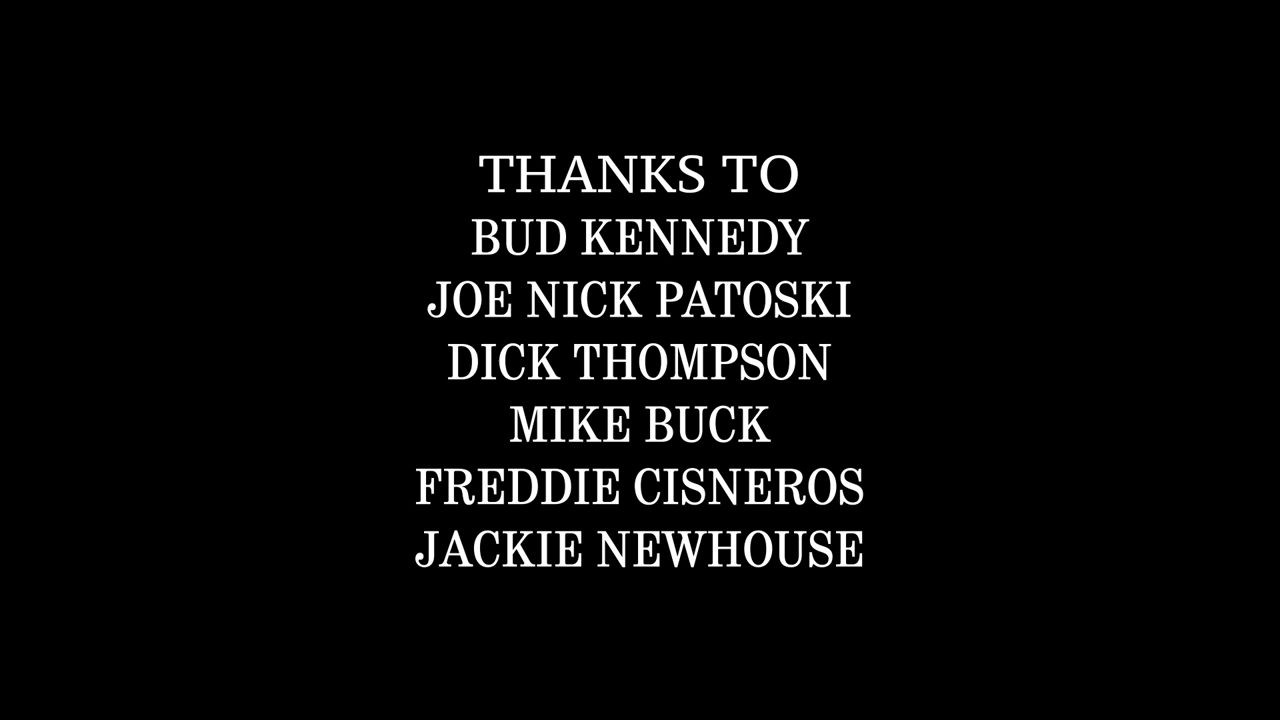 THANKS TO
BUD KENNEDY
JOE NICK PATOSKI
DICK THOMPSON
MIKE BUCK
FREDDIE CISNEROS
JACKIE NEWHOUSE